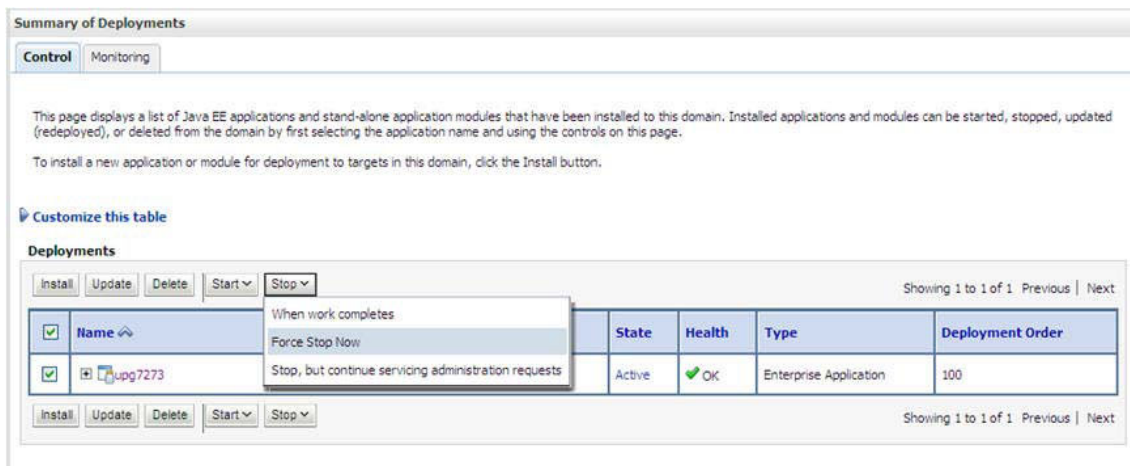 Summary of Deployments
Control Monitoring
This page displays a list of Java EE applications and stand-alone application modules that have been installed to this domain. Installed applications and modules can be started, stopped, updated
(redeployed), or deleted from the domain by first selecting the application name and using the controls on this page.
To install a new application or module for deployment to targets in this domain, click the Install button.
Customize this table
Deployments
Install Update Delete Start Stop Showing 1 to 1 of 1 Previous | Next
When work completes
Force Stop Now
Stop, but continue servicing administration requests
Name State Health Type Deployment Order
upg7273 Active OK Enterprise Application 100
Install Update Delete Start Stop Showing 1 to 1 of 1 Previous | Next